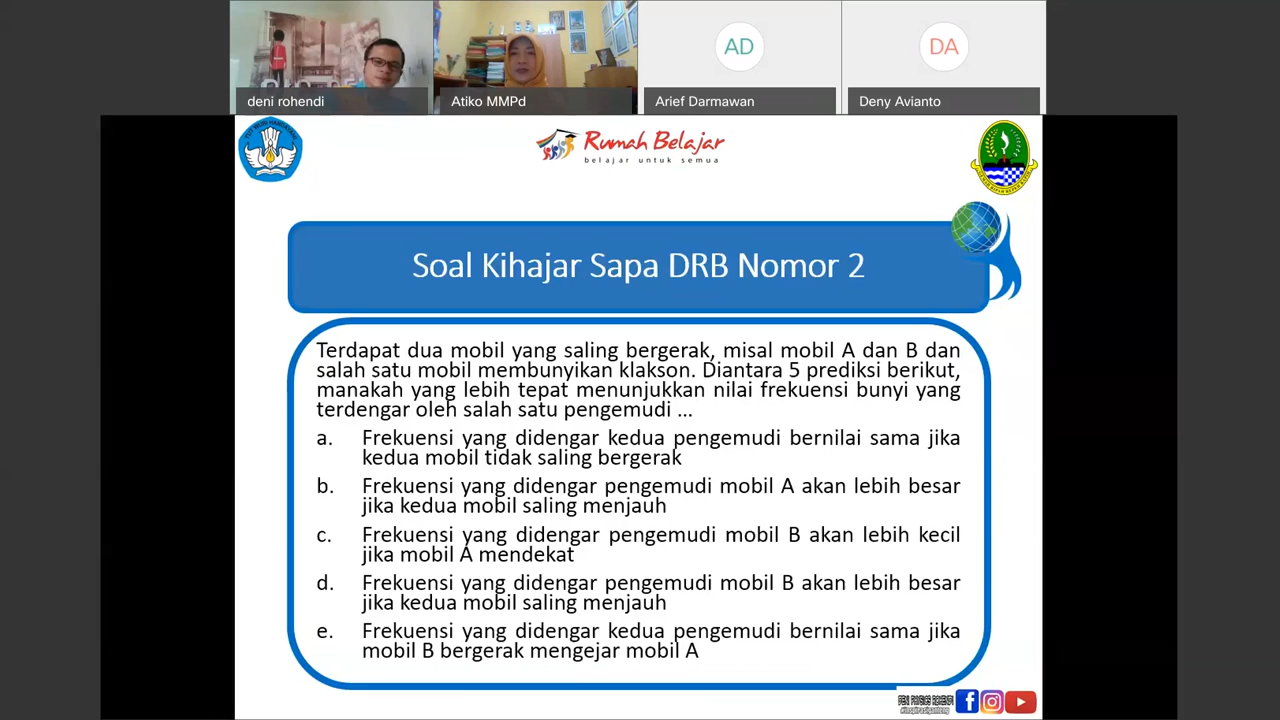 AD
DA
deni rohendi
Atiko MMPd
Arief Darmawan
Deny Avianto
TUT WURI HANDAYANI
Rumah Belajar
belajar untuk semua
Soal Kihajar Sapa DRB Nomor 2
Terdapat dua mobil yang saling bergerak, misal mobil A dan B dan
salah satu mobil membunyikan klakson. Diantara 5 prediksi berikut,
manakah yang lebih tepat menunjukkan nilai frekuensi bunyi yang
terdengar oleh salah satu pengemudi ...
a. Frekuensi yang didengar kedua pengemudi bernilai sama jika
kedua mobil tidak saling bergerak
b. Frekuensi yang didengar pengemudi mobil A akan lebih besar
jika kedua mobil saling menjauh
c. Frekuensi yang didengar pengemudi mobil B akan lebih kecil
jika mobil A mendekat
d. Frekuensi yang didengar pengemudi mobil B akan lebih besar
jika kedua mobil saling menjauh
e. Frekuensi yang didengar kedua pengemudi bernilai sama jika
mobil B bergerak mengejar mobil A
DENI PHYSICS ROHENDI